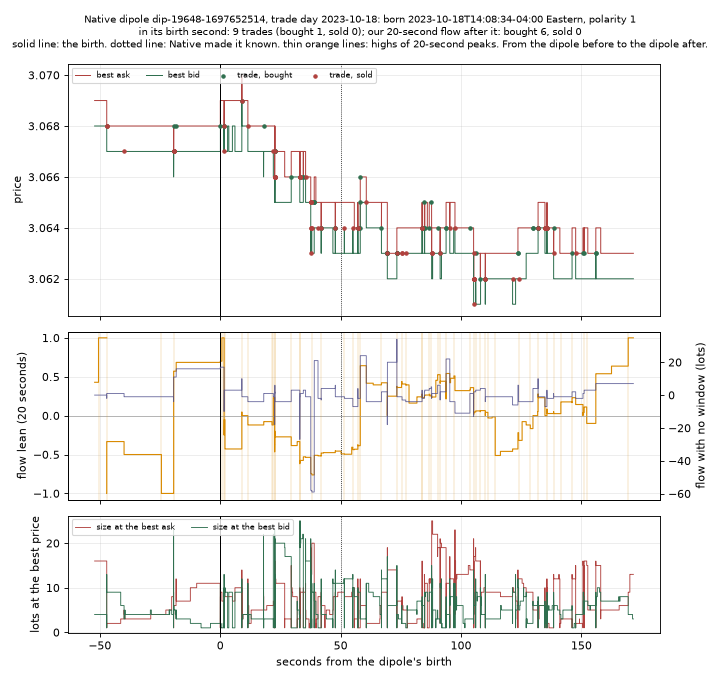 Native dipole dip-19648-1697652514, trade day 2023-10-18: born 2023-10-18T14:08:34-04:00 Eastern, polarity 1
in its birth second: 9 trades (bought 1, sold 0); our 20-second flow after it: bought 6, sold 0
solid line: the birth. dotted line: Native made it known. thin orange lines: highs of 20-second peaks. From the dipole before to the dipole after.
best ask
best bid
trade, bought
trade, sold
3.070
3.068
3.066
3.064
3.062
price
1.0
0.5
0.0
−0.5
−1.0
flow lean (20 seconds)
20
0
−20
−40
−60
flow with no window (lots)
size at the best ask
size at the best bid
20
10
0
lots at the best price
−50
0
50
100
150
seconds from the dipole's birth